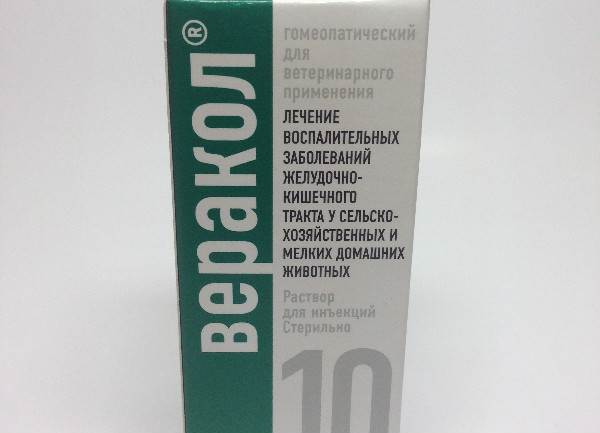 Веракол®
гомеопатический
для
ветеринарного
применения
ЛЕЧЕНИЕ
ВОСПАЛИТЕЛЬНЫХ
ЗАБОЛЕВАНИЙ
ЖЕЛУДОЧНО-
КИШЕЧНОГО
ТРАКТА У СЕЛЬСКО-
ХОЗЯЙСТВЕННЫХ И
МЕЛКИХ ДОМАШНИХ
ЖИВОТНЫХ
Раствор
для инъекций
Стерильно
10